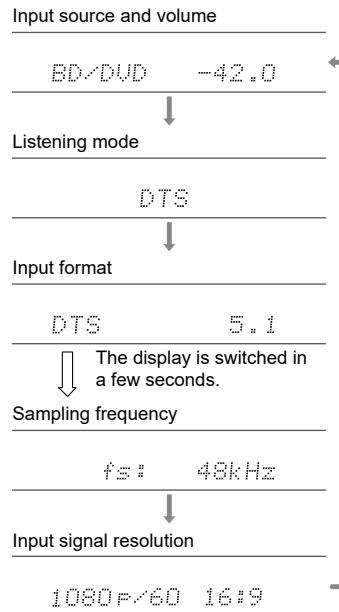 Input source and volume
BD/DVD -42.0
Listening mode
DTS
Input format
DTS 5.1
The display is switched in
a few seconds.
Sampling frequency
fs: 48kHz
Input signal resolution
1080p/60 16:9